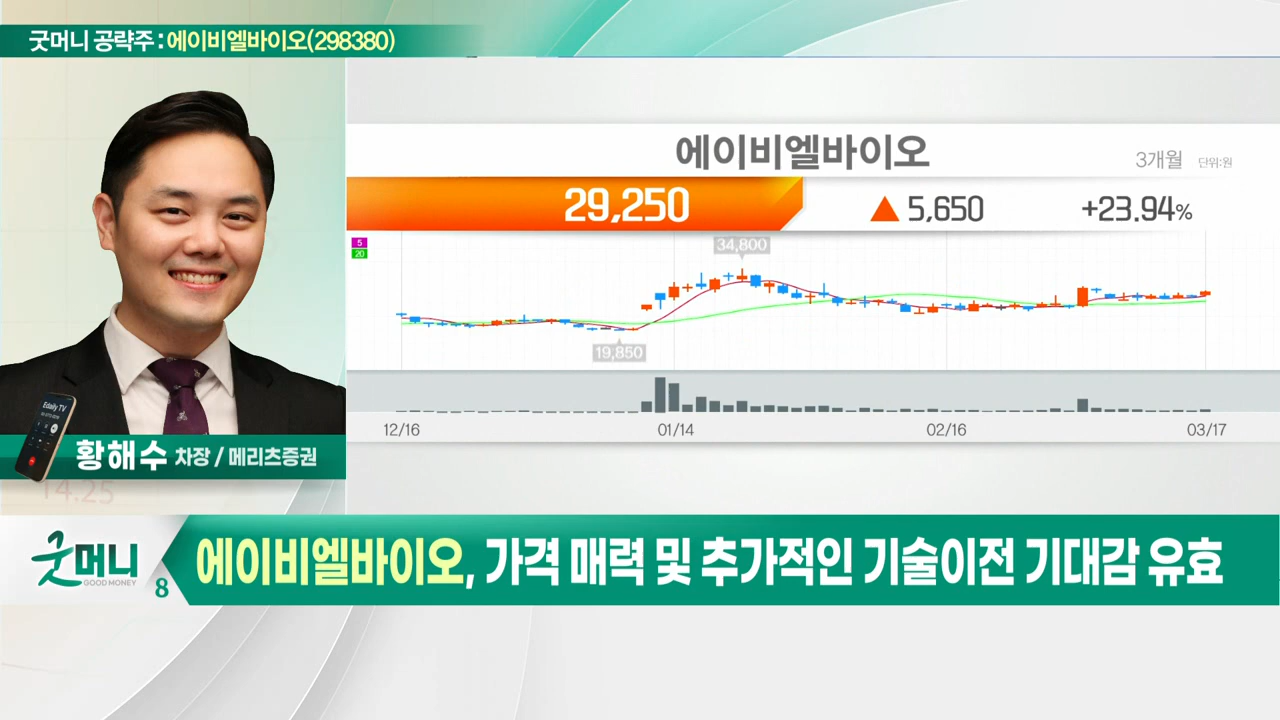 굿머니 공략주 : 에이비엘바이오(298380)
에이비엘바이오
3개월 단위:원
29,250 ▲ 5,650 +23.94%
5
20
34,800
19,850
12/16 01/14 02/16 03/17
Edaily TV
황해수 차장 / 메리츠증권
14.25
굿머니
GOOD MONEY
8
에이비엘바이오, 가격 매력 및 추가적인 기술이전 기대감 유효